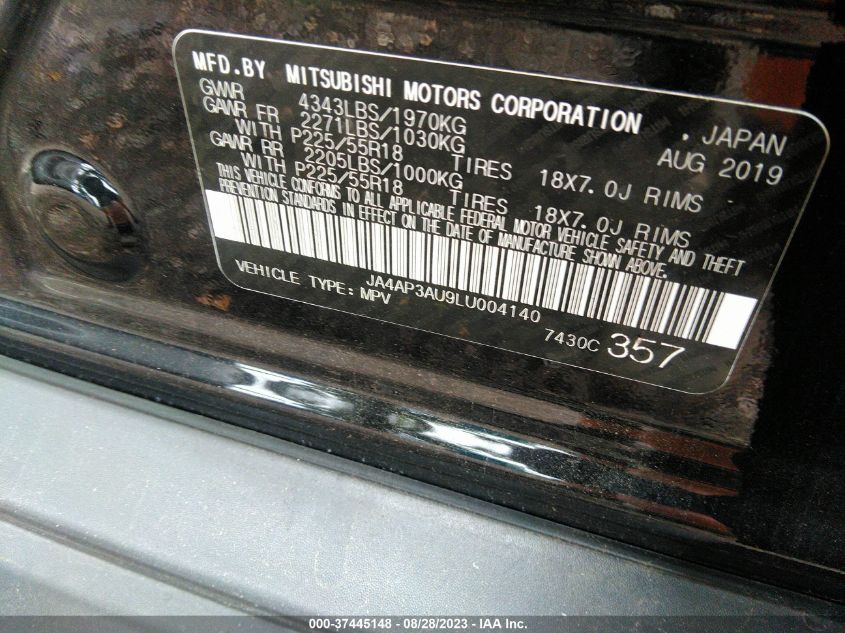 MFD.BY MITSUBISHI MOTORS CORPORATION , JAPAN
GVWR 4343LBS/1970KG AUG 2019
GAWR FR 2271LBS/1030KG
WITH P225/55R18 TIRES 18X7.0J RIMS
GAWR RR 2205LBS/1000KG
WITH P225/55R18 TIRES 18X7.0J RIMS
THIS VEHICLE CONFORMS TO ALL APPLICABLE FEDERAL MOTOR VEHICLE SAFETY AND THEFT
PREVENTION STANDARDS IN EFFECT ON THE DATE OF MANUFACTURE SHOWN ABOVE.
JA4AP3AU9LU004140
VEHICLE TYPE: MPV 7430C 357
000-37445148 - 08/28/2023 - IAA Inc.